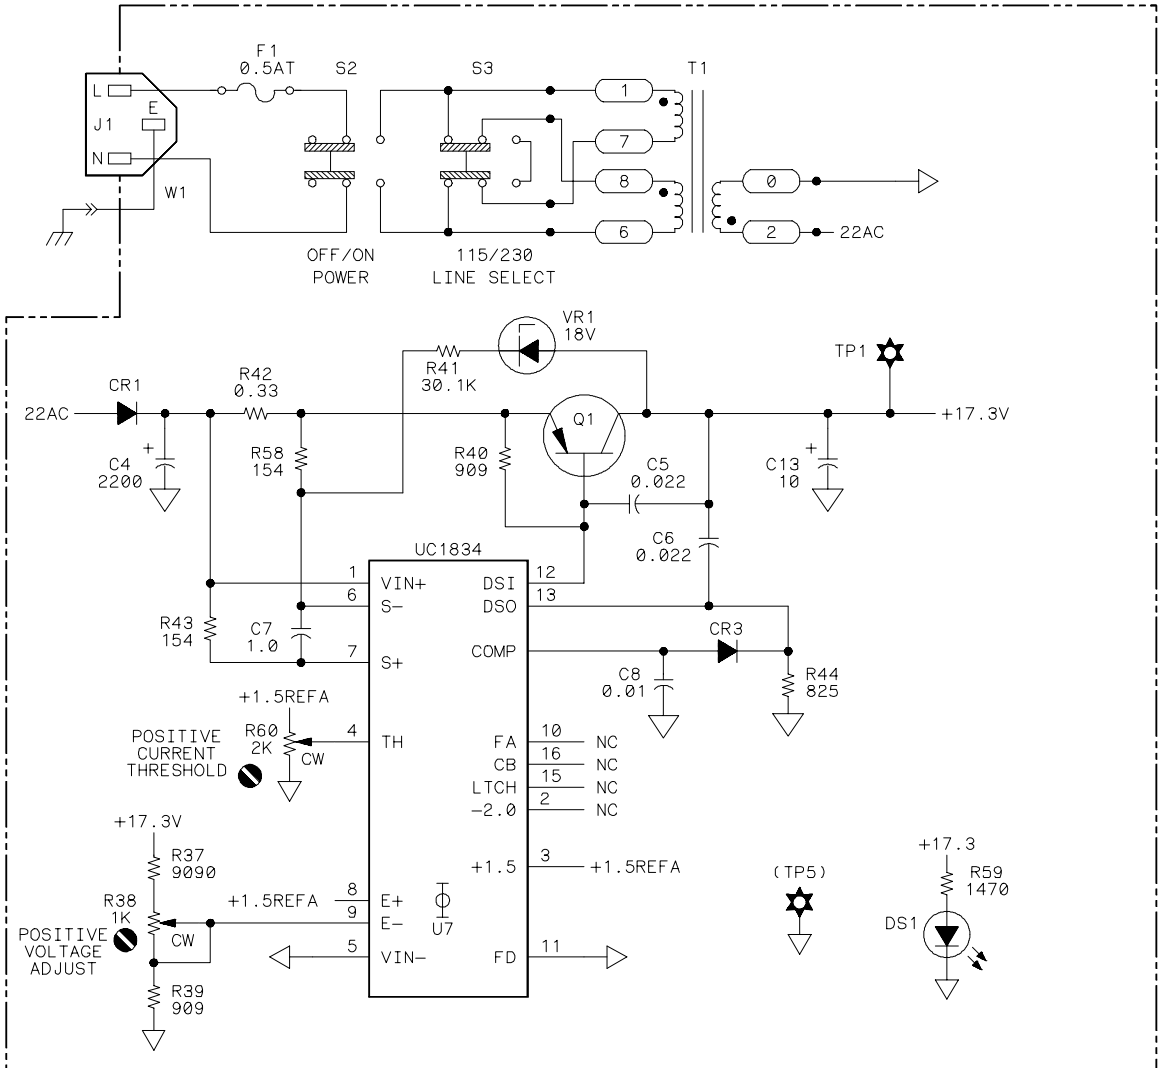 F1
0.5AT
S2
S3
T1
L
E
J1
N
W1
1
7
8
6
0
2
22AC
OFF/ON
POWER
115/230
LINE SELECT
VR1
18V
R41
30.1K
TP1
CR1
R42
0.33
22AC
Q1
+17.3V
C4
2200
+
R58
154
R40
909
C5
0.022
C13
10
+
C6
0.022
UC1834
1
VIN+
DSI
12
6
S-
DSO
13
R43
154
C7
1.0
7
S+
COMP
CR3
C8
0.01
R44
825
+1.5REFA
POSITIVE
CURRENT
THRESHOLD
R60
2K
CW
4
TH
FA
10
NC
CB
16
NC
LTCH
15
NC
-2.0
2
NC
+17.3V
R37
9090
+1.5
3
+1.5REFA
(TP5)
+17.3
R59
1470
DS1
R38
1K
CW
POSITIVE
VOLTAGE
ADJUST
+1.5REFA
8
E+
9
E-
U7
5
VIN-
FD
11
R39
909